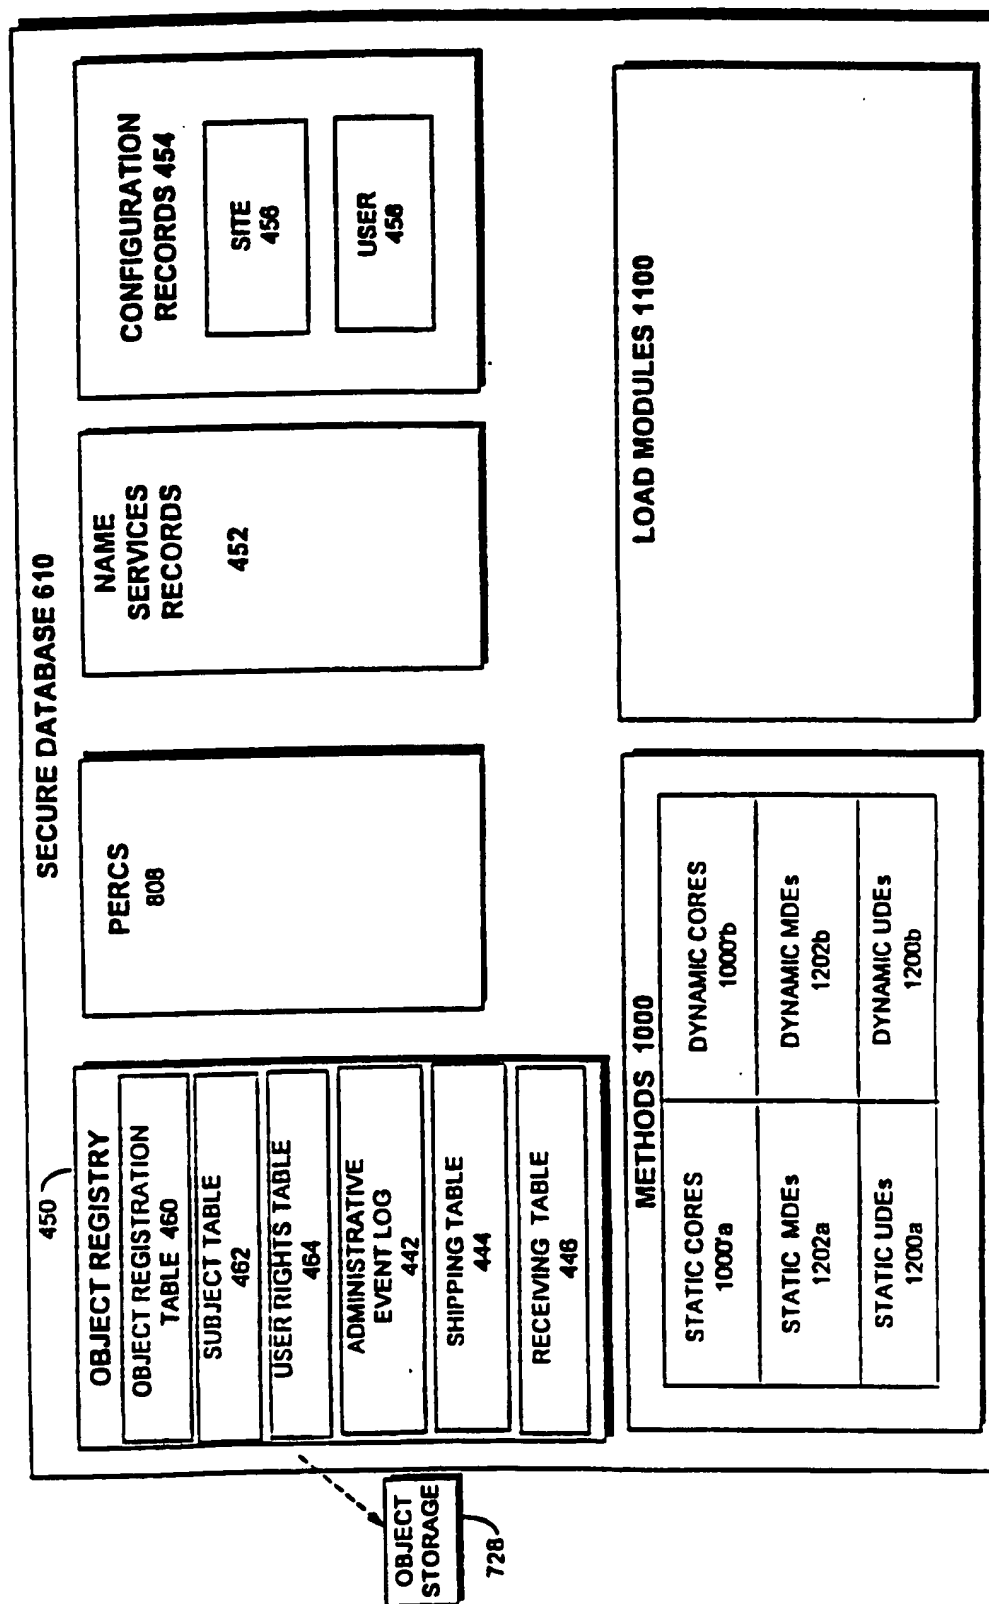 SECURE DATABASE 610
450
OBJECT REGISTRY
OBJECT REGISTRATION
TABLE 460
SUBJECT TABLE
462
USER RIGHTS TABLE
464
ADMINISTRATIVE
EVENT LOG
442
SHIPPING TABLE
444
RECEIVING TABLE
446
OBJECT
STORAGE
728
PERCS
808
NAME
SERVICES
RECORDS
452
CONFIGURATION
RECORDS 454
SITE
456
USER
458
METHODS 1000
STATIC CORES
1000'a
DYNAMIC CORES
1000'b
STATIC MDEs
1202a
DYNAMIC MDEs
1202b
STATIC UDEs
1200a
DYNAMIC UDEs
1200b
LOAD MODULES 1100